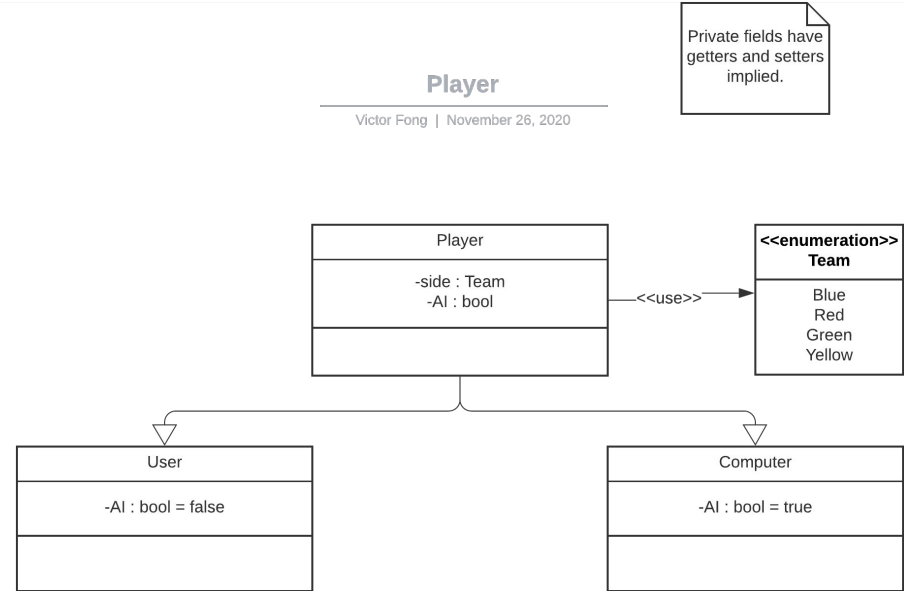 Private fields have
getters and setters
implied.
Player
Victor Fong | November 26, 2020
Player
-side : Team
-AI : bool
<<use>>
<<enumeration>>
Team
Blue
Red
Green
Yellow
User
-AI : bool = false
Computer
-AI : bool = true